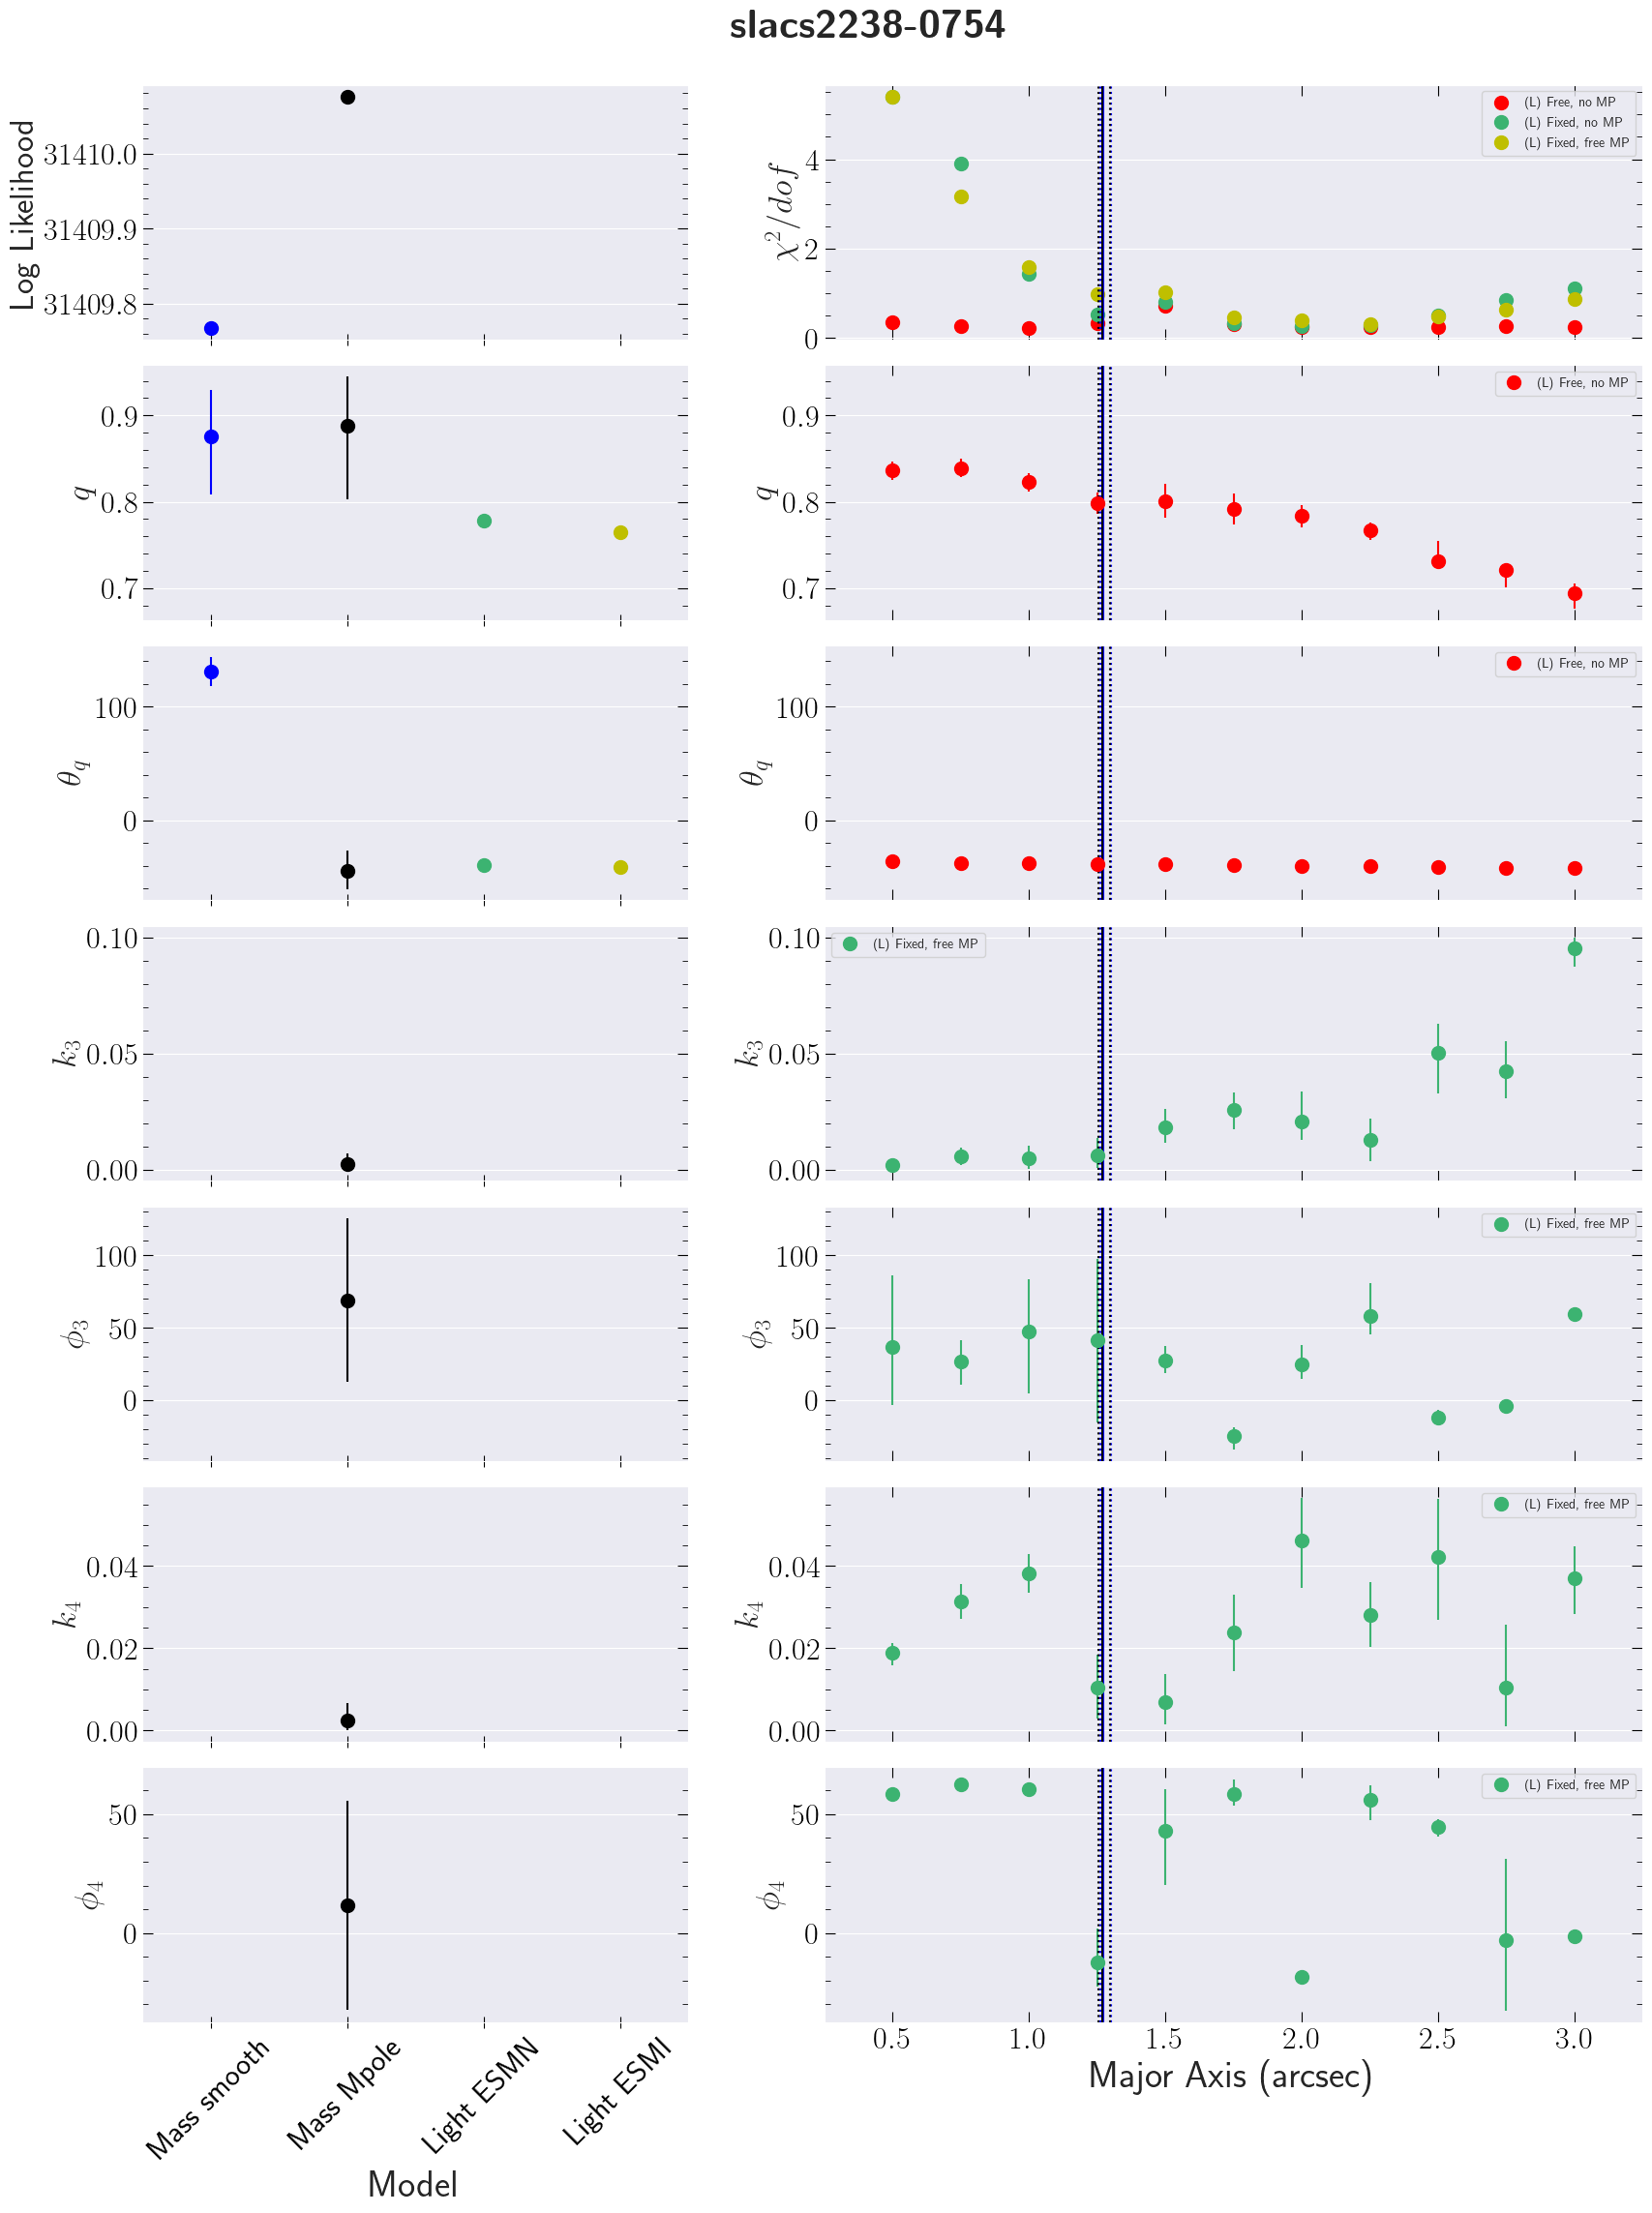 slacs2238-0754
Log Likelihood
31410.0
31409.9
31409.8
χ²/dof
4
2
0
(L) Free, no MP
(L) Fixed, no MP
(L) Fixed, free MP
q
0.9
0.8
0.7
q
0.9
0.8
0.7
(L) Free, no MP
θq
100
0
θq
100
0
(L) Free, no MP
k3
0.10
0.05
0.00
k3
0.10
0.05
0.00
(L) Fixed, free MP
ϕ3
100
50
0
ϕ3
100
50
0
(L) Fixed, free MP
k4
0.04
0.02
0.00
k4
0.04
0.02
0.00
(L) Fixed, free MP
ϕ4
50
0
ϕ4
50
0
(L) Fixed, free MP
Mass smooth
Mass Mpole
Light ESMN
Light ESMI
Model
0.5 1.0 1.5 2.0 2.5 3.0
Major Axis (arcsec)